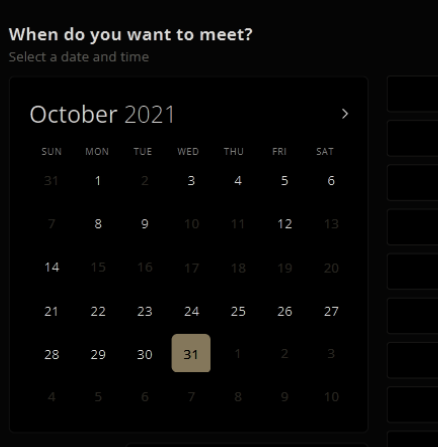 When do you want to meet?
Select a date and time
October 2021
SUN MON TUE WED THU FRI SAT
31 1 2 3 4 5 6
7 8 9 10 11 12 13
14 15 16 17 18 19 20
21 22 23 24 25 26 27
28 29 30 31 1 2 3
4 5 6 7 8 9 10